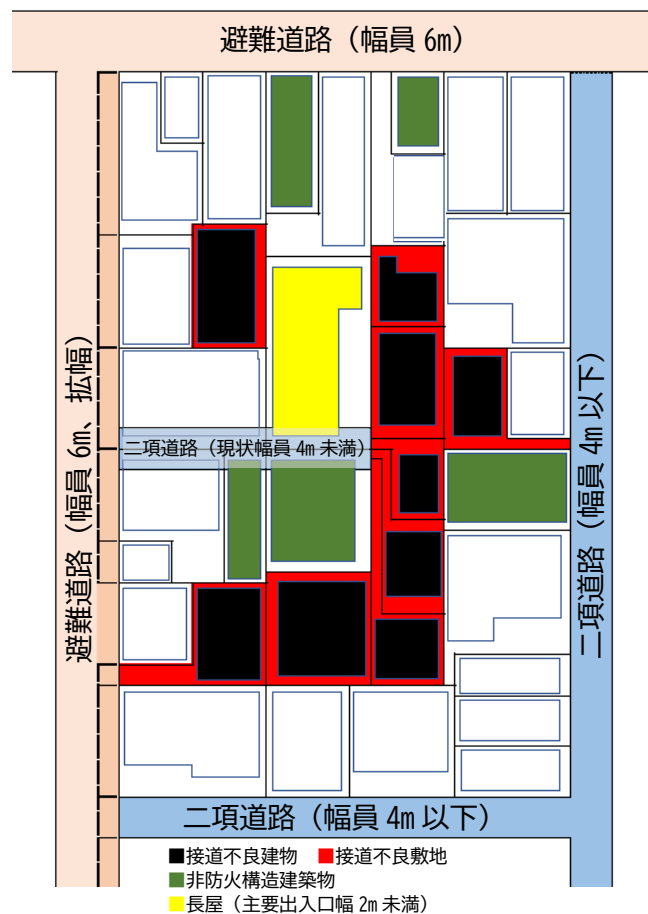 避難道路（幅員 6m）
避難道路（幅員 6m、拡幅）
二項道路（現状幅員 4m 未満）
二項道路（幅員 4m 以下）
二項道路（幅員 4m 以下）
■接道不良建物 ■接道不良敷地
■非防火構造建築物
■長屋（主要出入口幅 2m 未満）